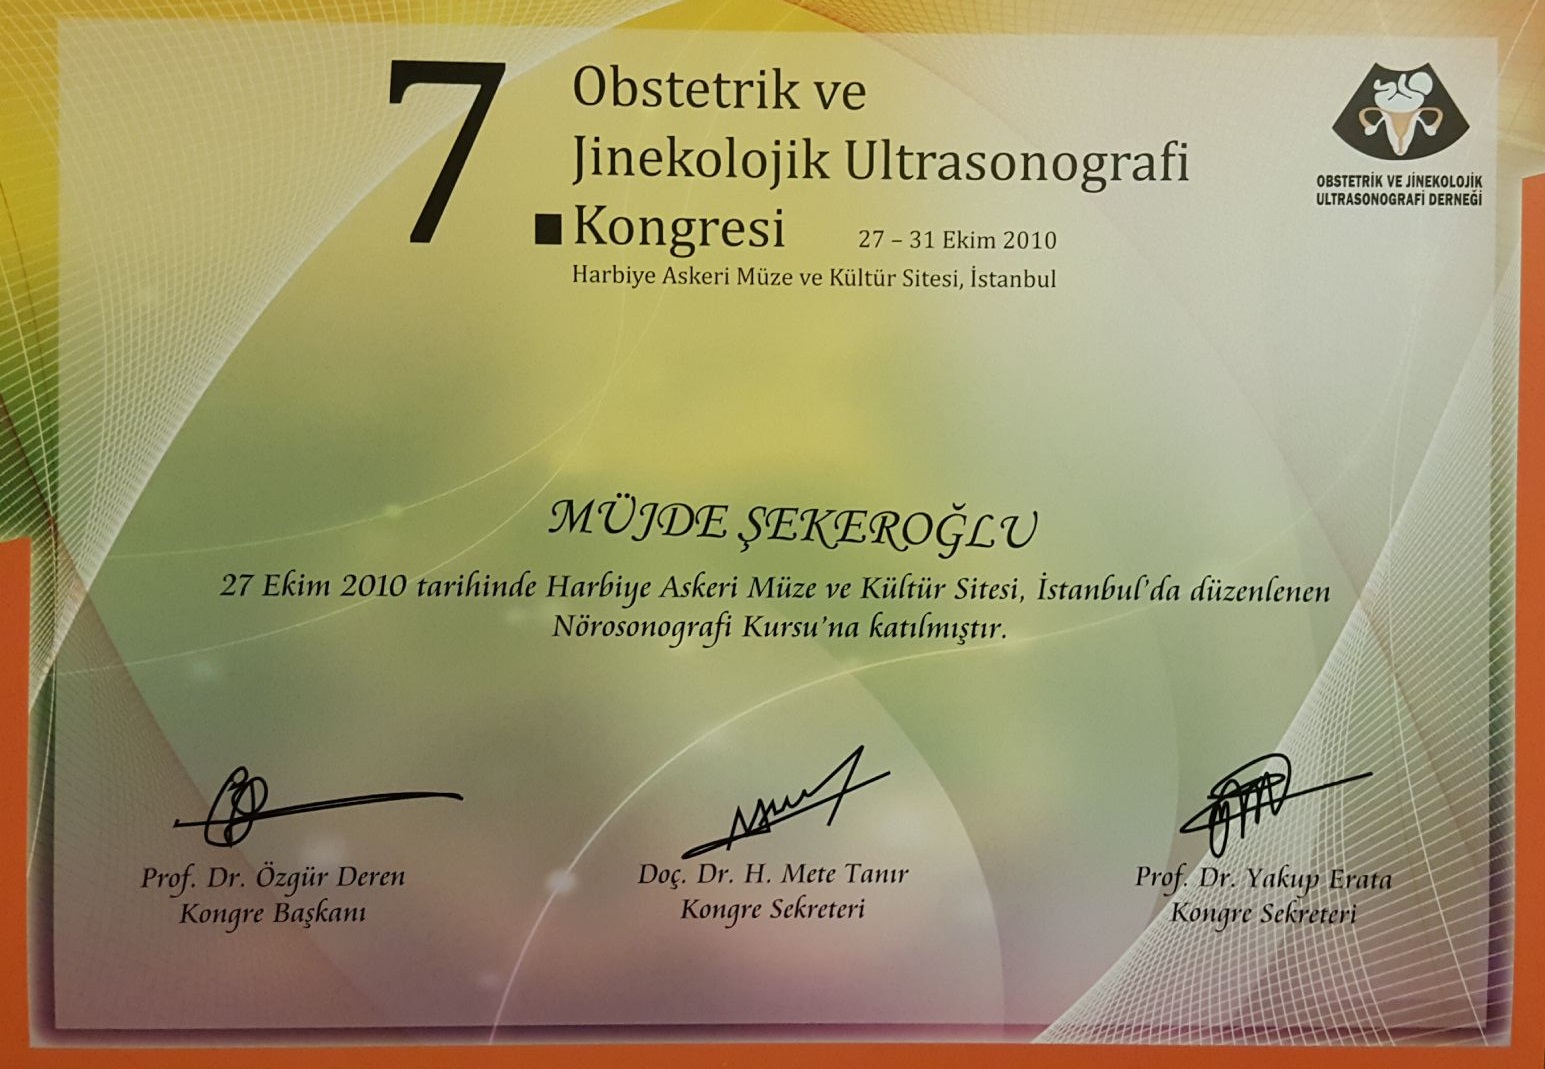 7. Obstetrik ve
Jinekolojik Ultrasonografi
Kongresi 27 – 31 Ekim 2010
Harbiye Askeri Müze ve Kültür Sitesi, İstanbul
OBSTETRİK VE JİNEKOLOJİK
ULTRASONOGRAFİ DERNEĞİ
MÜJDE ŞEKEROĞLU
27 Ekim 2010 tarihinde Harbiye Askeri Müze ve Kültür Sitesi, İstanbul'da düzenlenen
Nörosonografi Kursu'na katılmıştır.
Prof. Dr. Özgür Deren
Kongre Başkanı
Doç. Dr. H. Mete Tanır
Kongre Sekreteri
Prof. Dr. Yakup Erata
Kongre Sekreteri